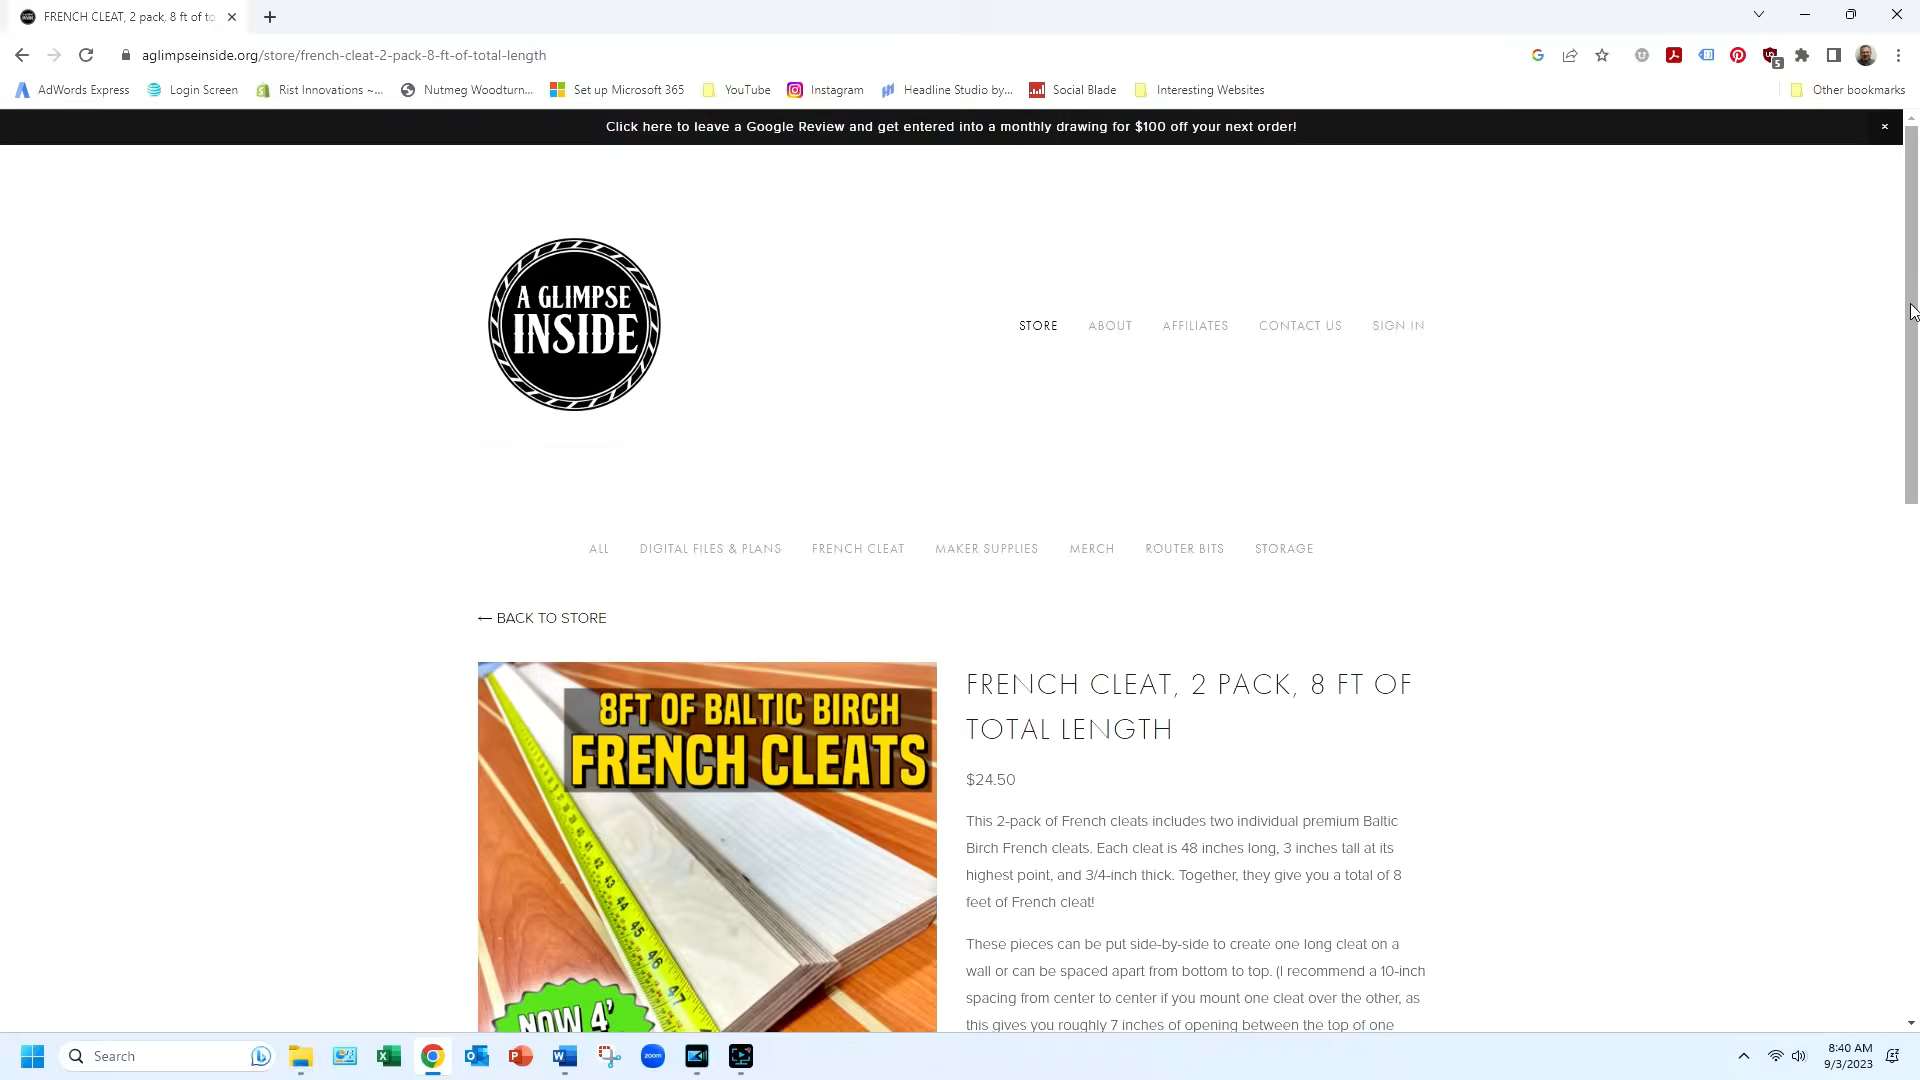 FRENCH CLEAT, 2 pack, 8 ft of to
aglimpseinside.org/store/french-cleat-2-pack-8-ft-of-total-length
5
AdWords Express
Login Screen
Rist Innovations ~...
Nutmeg Woodturn...
Set up Microsoft 365
YouTube
Instagram
Headline Studio by...
Social Blade
Interesting Websites
Other bookmarks
Click here to leave a Google Review and get entered into a monthly drawing for $100 off your next order!
A GLIMPSE
INSIDE
STORE
ABOUT
AFFILIATES
CONTACT US
SIGN IN
ALL
DIGITAL FILES & PLANS
FRENCH CLEAT
MAKER SUPPLIES
MERCH
ROUTER BITS
STORAGE
← BACK TO STORE
8FT OF BALTIC BIRCH
FRENCH CLEATS
42
43
44
45
46
47
NOW 4'
FRENCH CLEAT, 2 PACK, 8 FT OF
TOTAL LENGTH
$24.50
This 2-pack of French cleats includes two individual premium Baltic
Birch French cleats. Each cleat is 48 inches long, 3 inches tall at its
highest point, and 3/4-inch thick. Together, they give you a total of 8
feet of French cleat!
These pieces can be put side-by-side to create one long cleat on a
wall or can be spaced apart from bottom to top. (I recommend a 10-inch
spacing from center to center if you mount one cleat over the other, as
this gives you roughly 7 inches of opening between the top of one
Search
zoom
8:40 AM
9/3/2023